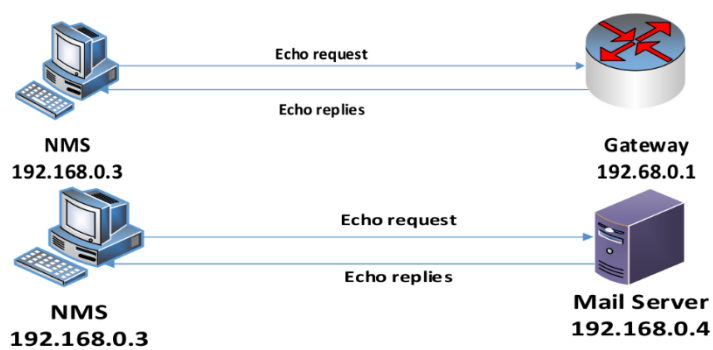 Echo request
Echo replies
NMS
192.168.0.3
Gateway
192.68.0.1
Echo request
Echo replies
NMS
192.168.0.3
Mail Server
192.168.0.4